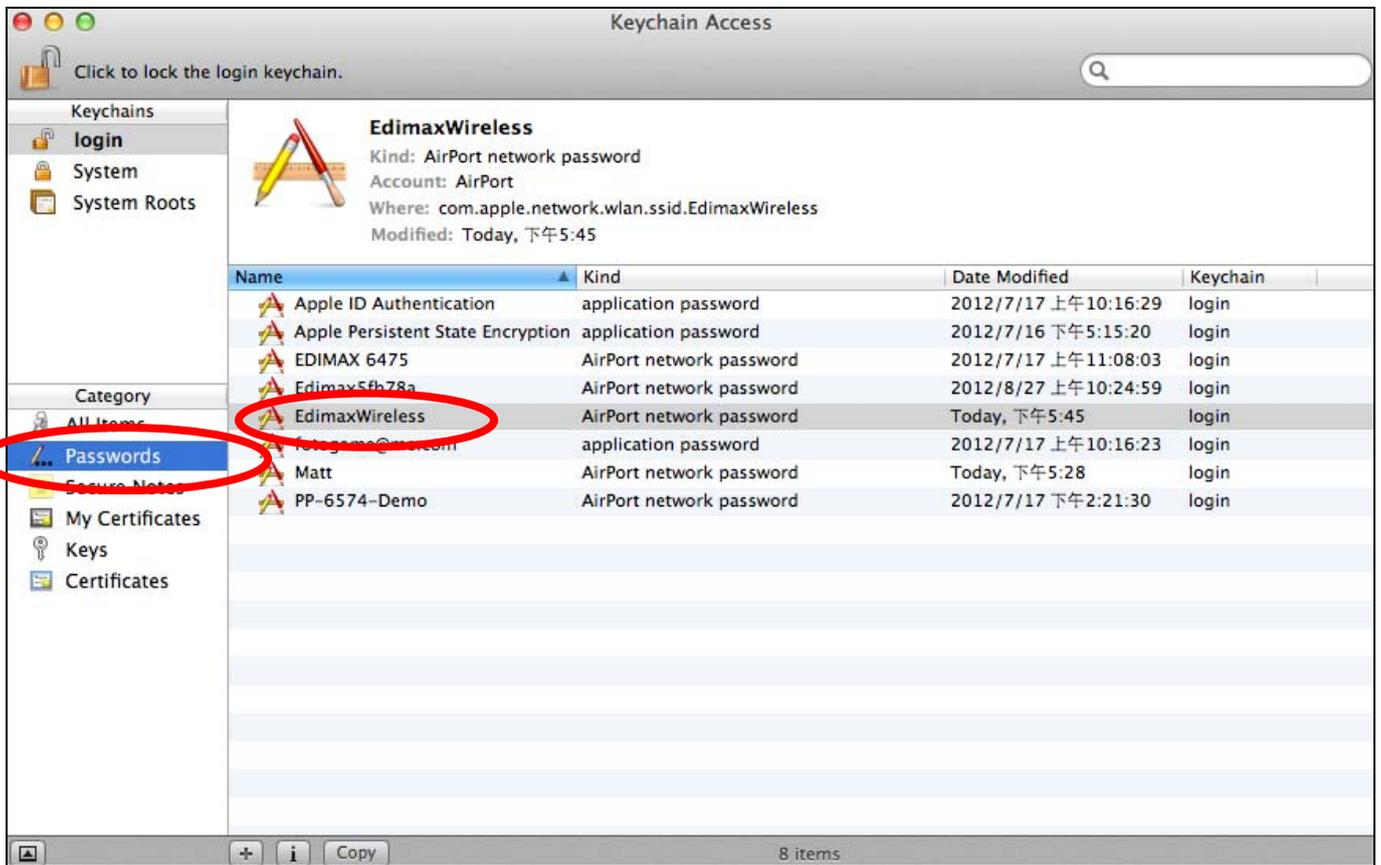 Keychain Access
Click to lock the login keychain.
Keychains
login
System
System Roots
EdimaxWireless
Kind: AirPort network password
Account: AirPort
Where: com.apple.network.wlan.ssid.EdimaxWireless
Modified: Today, 下午5:45
Name Kind Date Modified Keychain
Apple ID Authentication application password 2012/7/17 上午10:16:29 login
Apple Persistent State Encryption application password 2012/7/16 下午5:15:20 login
EDIMAX 6475 AirPort network password 2012/7/17 上午11:08:03 login
Edimax5fb78a AirPort network password 2012/8/27 上午10:24:59 login
EdimaxWireless AirPort network password Today, 下午5:45 login
application password 2012/7/17 上午10:16:23 login
Matt AirPort network password Today, 下午5:28 login
PP-6574-Demo AirPort network password 2012/7/17 下午2:21:30 login
Category
All Items
Passwords
Secure Notes
My Certificates
Keys
Certificates
+ i Copy 8 items